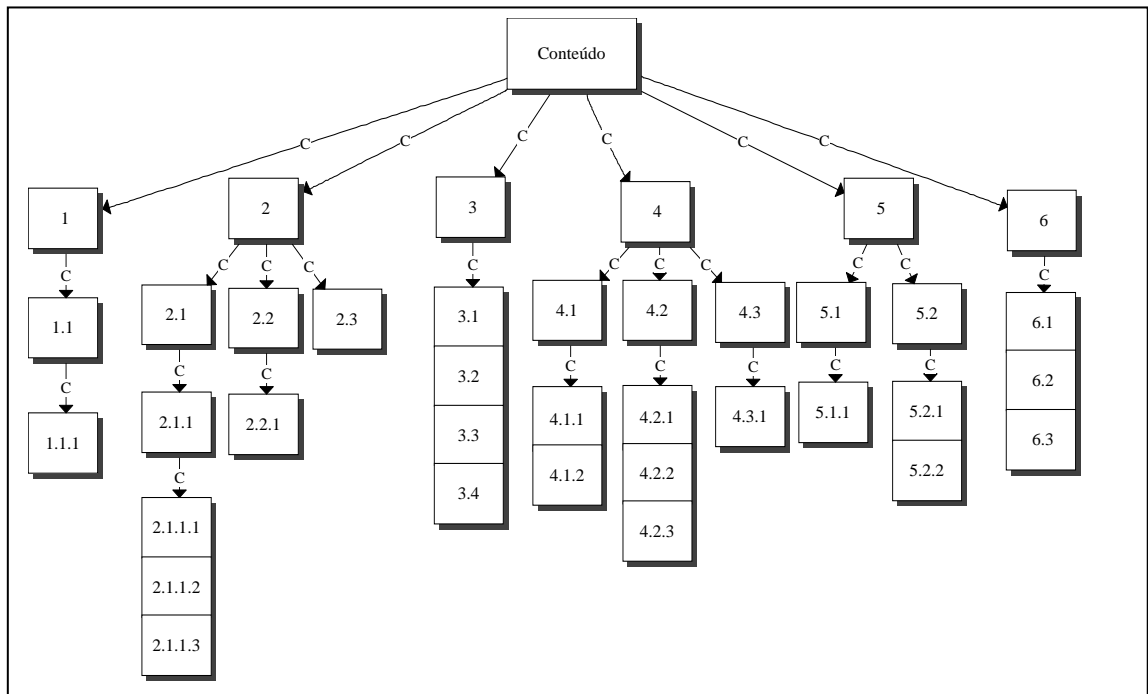 Conteúdo
C
C
C
C
C
C
1
2
3
4
5
6
C
C
C
C
C
C
C
C
C
C
C
1.1
2.1
2.2
2.3
3.1
3.2
3.3
3.4
4.1
4.2
4.3
5.1
5.2
6.1
6.2
6.3
C
C
C
C
C
C
C
C
1.1.1
2.1.1
2.2.1
4.1.1
4.1.2
4.2.1
4.2.2
4.2.3
4.3.1
5.1.1
5.2.1
5.2.2
C
2.1.1.1
2.1.1.2
2.1.1.3